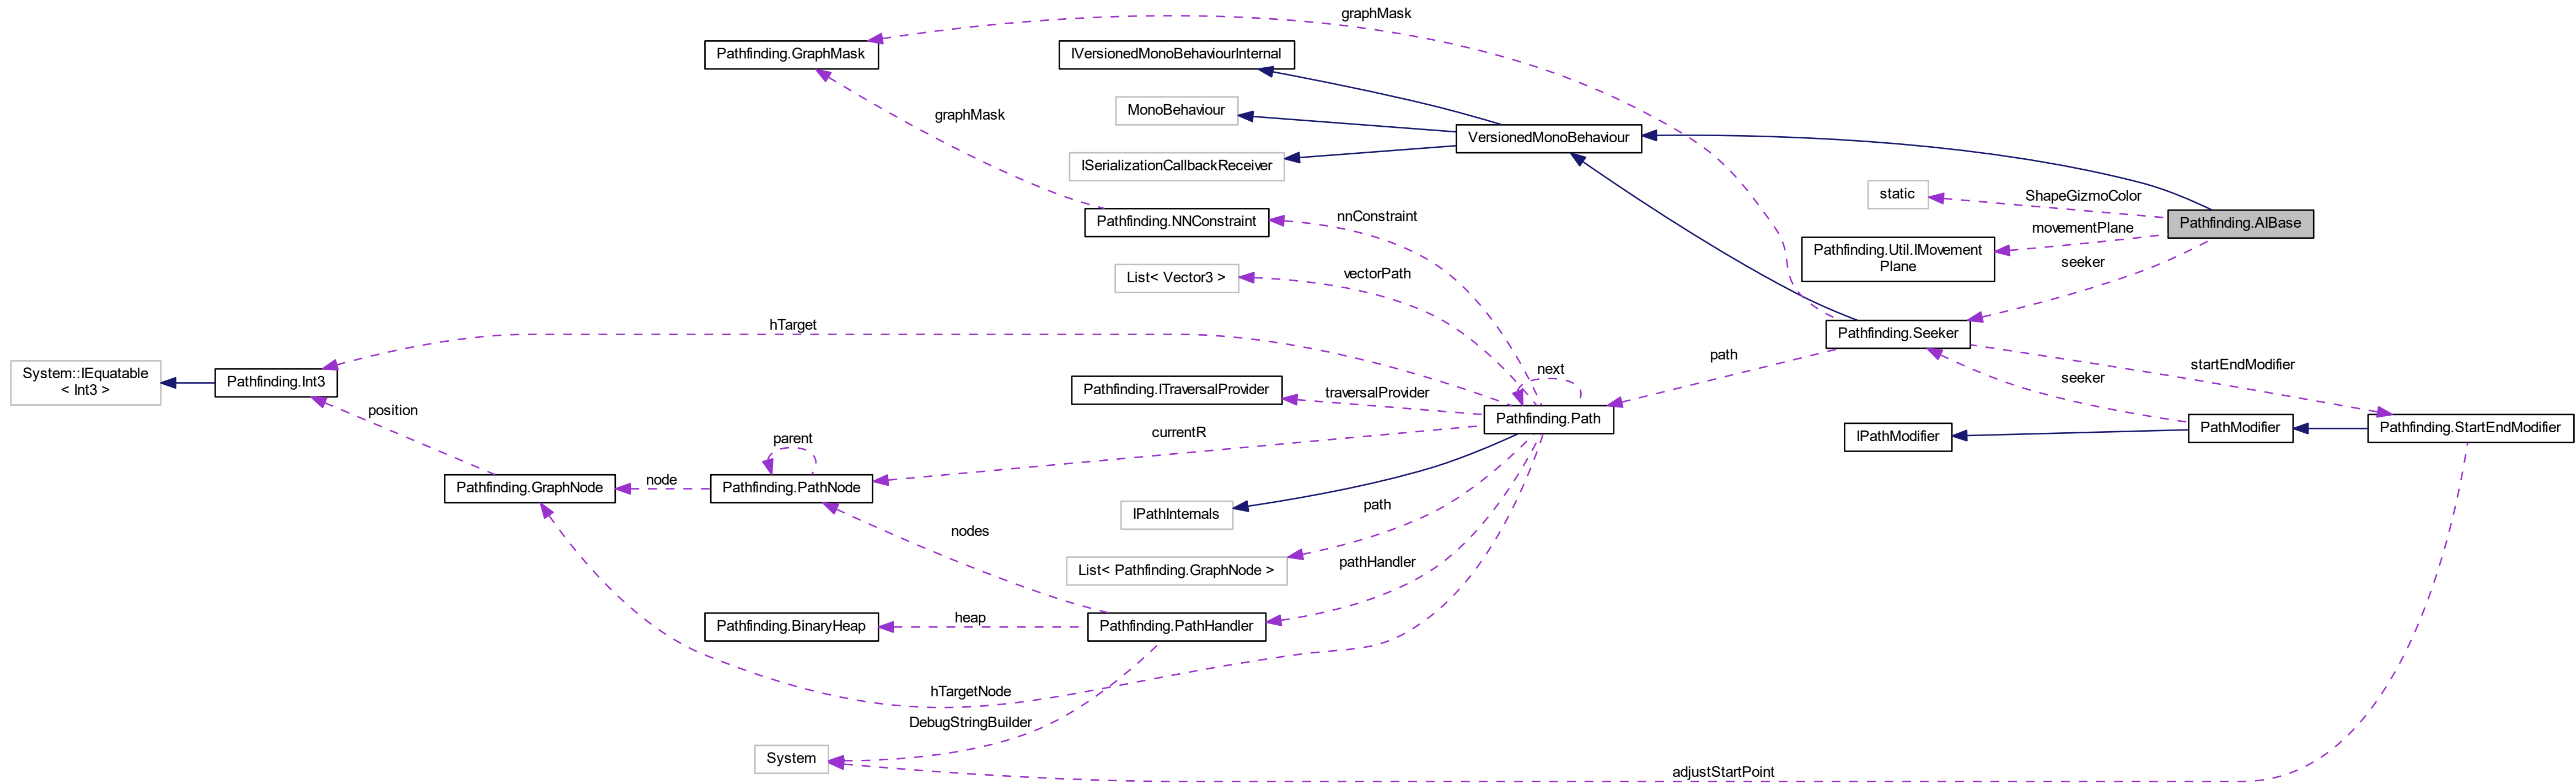 graphMask
Pathfinding.GraphMask
IVersionedMonoBehaviourInternal
MonoBehaviour
graphMask
VersionedMonoBehaviour
ISerializationCallbackReceiver
static
ShapeGizmoColor
Pathfinding.NNConstraint
nnConstraint
Pathfinding.AIBase
movementPlane
Pathfinding.Util.IMovement
Plane
seeker
List< Vector3 >
vectorPath
hTarget
Pathfinding.Seeker
path
startEndModifier
System::IEquatable
< Int3 >
Pathfinding.Int3
next
seeker
Pathfinding.ITraversalProvider
traversalProvider
position
Pathfinding.Path
currentR
parent
IPathModifier
PathModifier
Pathfinding.StartEndModifier
Pathfinding.GraphNode
node
Pathfinding.PathNode
IPathInternals
path
nodes
List< Pathfinding.GraphNode >
pathHandler
Pathfinding.BinaryHeap
heap
Pathfinding.PathHandler
hTargetNode
DebugStringBuilder
System
adjustStartPoint